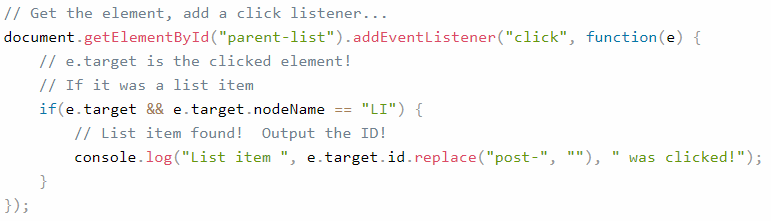 // Get the element, add a click listener...
document.getElementById("parent-list").addEventListener("click", function(e) {
    // e.target is the clicked element!
    // If it was a list item
    if(e.target && e.target.nodeName == "LI") {
        // List item found!  Output the ID!
        console.log("List item ", e.target.id.replace("post-", ""), " was clicked!");
    }
});